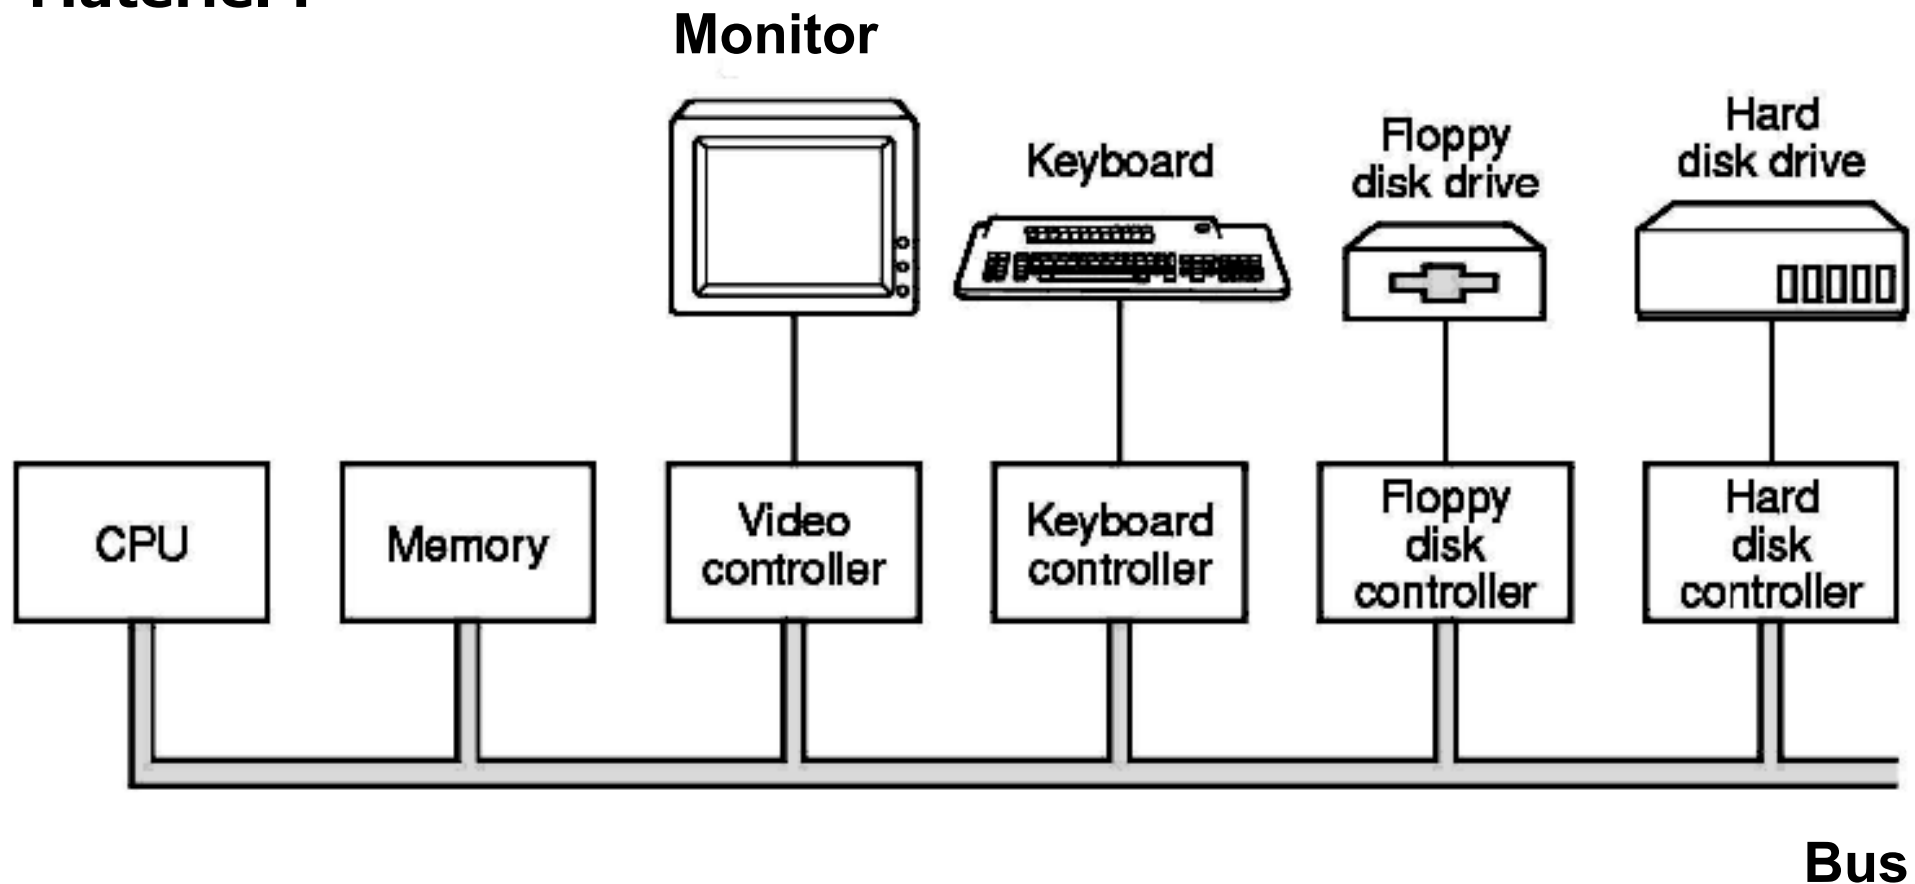 Monitor
Keyboard
Floppy
disk drive
Hard
disk drive
CPU
Memory
Video
controller
Keyboard
controller
Floppy
disk
controller
Hard
disk
controller
Bus